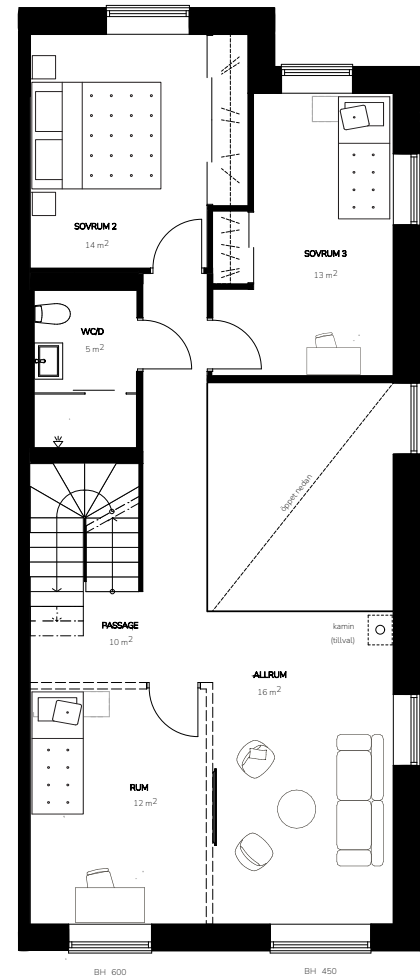 SOVRUM 2
14 m²
SOVRUM 3
13 m²
WC/D
5 m²
öppet nedan
PASSAGE
10 m²
kamin
(tillval)
ALLRUM
16 m²
RUM
12 m²
BH 600
BH 450